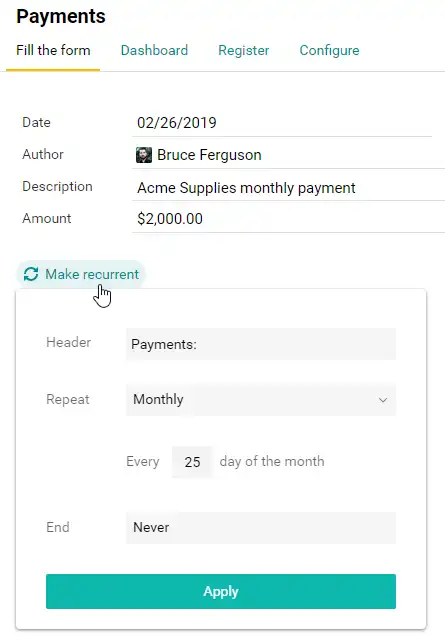 Payments
Fill the form Dashboard Register Configure
Date 02/26/2019
Author Bruce Ferguson
Description Acme Supplies monthly payment
Amount $2,000.00
Make recurrent
Header Payments:
Repeat Monthly
Every 25 day of the month
End Never
Apply